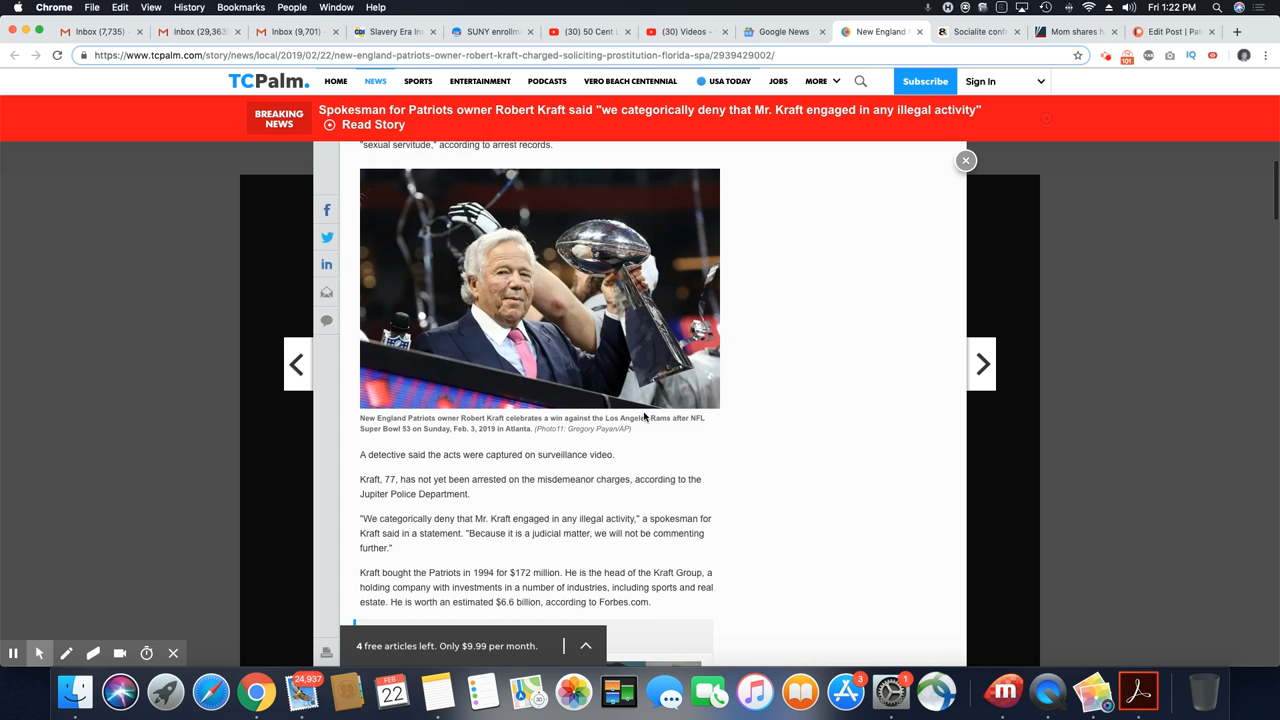 Chrome File Edit View History Bookmarks People Window Help Fri 1:22 PM
Inbox (7,735) - Inbox (29,363) Inbox (9,701) - CDI Slavery Era Ins SUNY enrollm (30) 50 Cent L (30) Videos - Google News New England Socialite conf Mom shares h Edit Post | Pat
https://www.tcpalm.com/story/news/local/2019/02/22/new-england-patriots-owner-robert-kraft-charged-soliciting-prostitution-florida-spa/2939429002/
TCPalm. HOME NEWS SPORTS ENTERTAINMENT PODCASTS VERO BEACH CENTENNIAL USA TODAY JOBS MORE Subscribe Sign In
BREAKING NEWS
Spokesman for Patriots owner Robert Kraft said "we categorically deny that Mr. Kraft engaged in any illegal activity"
Read Story
"sexual servitude," according to arrest records.
New England Patriots owner Robert Kraft celebrates a win against the Los Angeles Rams after NFL
Super Bowl 53 on Sunday, Feb. 3, 2019 in Atlanta. (Photo11: Gregory Payan/AP)
A detective said the acts were captured on surveillance video.
Kraft, 77, has not yet been arrested on the misdemeanor charges, according to the
Jupiter Police Department.
"We categorically deny that Mr. Kraft engaged in any illegal activity," a spokesman for
Kraft said in a statement. "Because it is a judicial matter, we will not be commenting
further."
Kraft bought the Patriots in 1994 for $172 million. He is the head of the Kraft Group, a
holding company with investments in a number of industries, including sports and real
estate. He is worth an estimated $6.6 billion, according to Forbes.com.
4 free articles left. Only $9.99 per month.
24,937
FEB
22
3
1